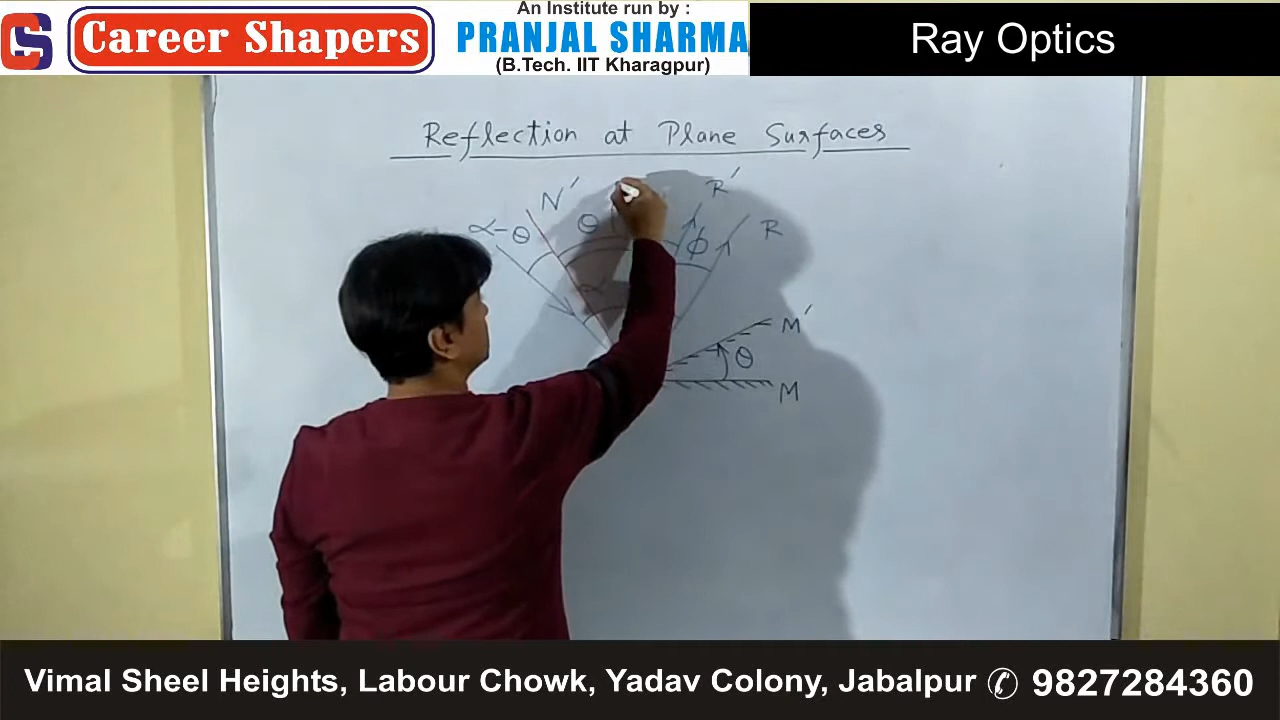 An Institute run by :
CS Career Shapers PRANJAL SHARMA Ray Optics
(B.Tech. IIT Kharagpur)
Reflection at Plane Surfaces
N′ R′
α-θ θ ϕ R
α
M′
θ
M
Vimal Sheel Heights, Labour Chowk, Yadav Colony, Jabalpur ✆ 9827284360